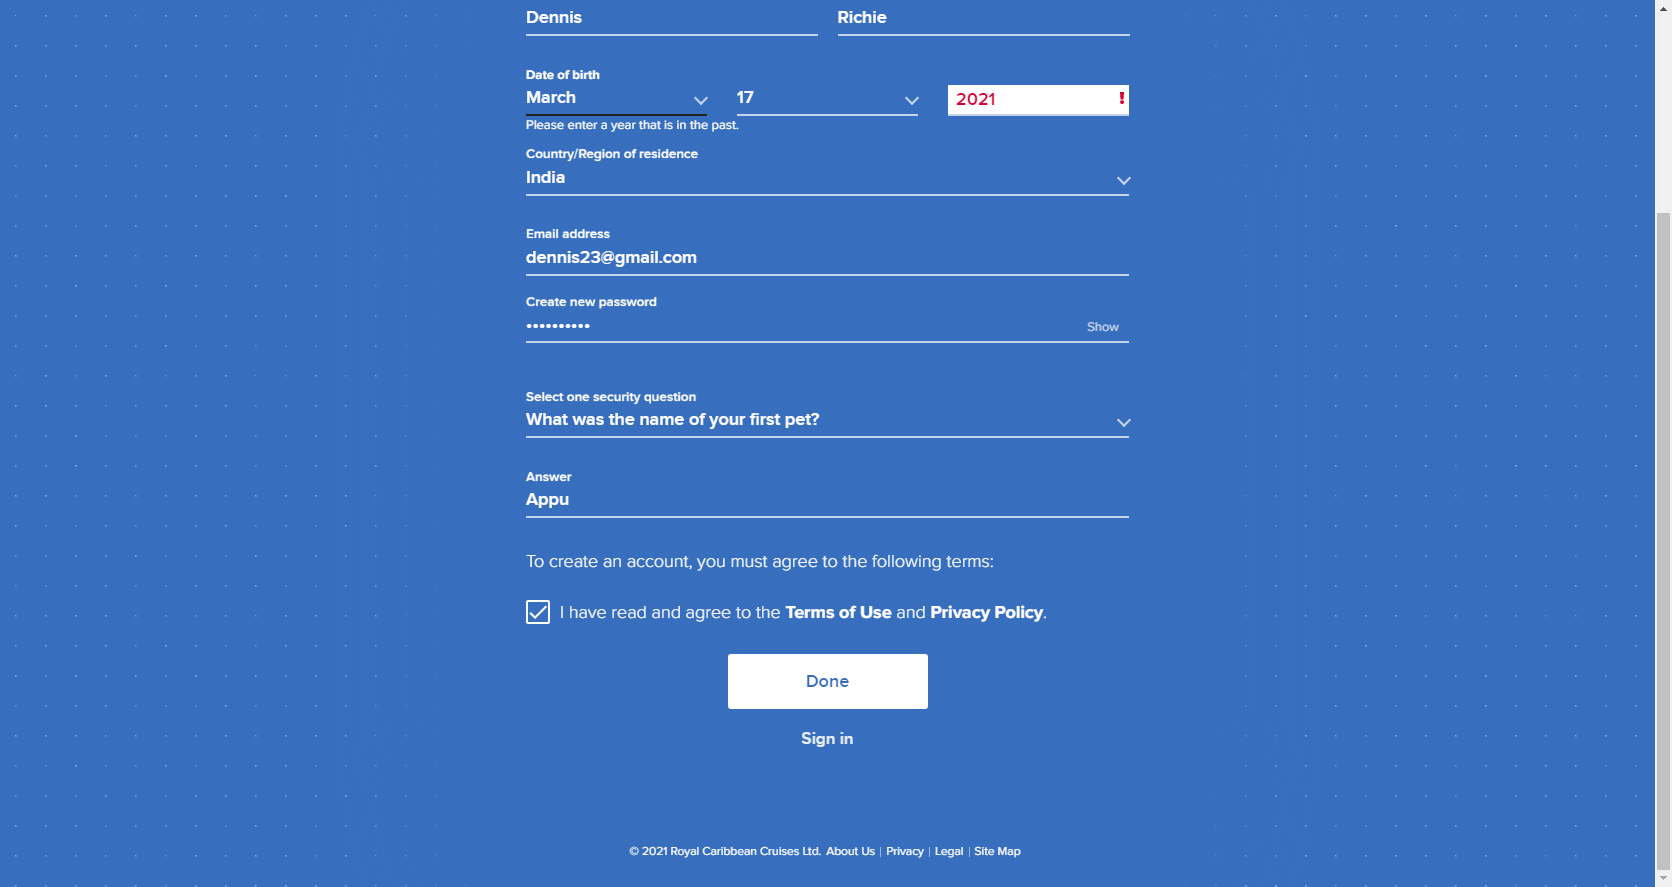 Dennis Richie
Date of birth
March 17 2021 !
Please enter a year that is in the past.
Country/Region of residence
India
Email address
dennis23@gmail.com
Create new password
•••••••••• Show
Select one security question
What was the name of your first pet?
Answer
Appu
To create an account, you must agree to the following terms:
I have read and agree to the Terms of Use and Privacy Policy.
Done
Sign in
© 2021 Royal Caribbean Cruises Ltd. About Us | Privacy | Legal | Site Map